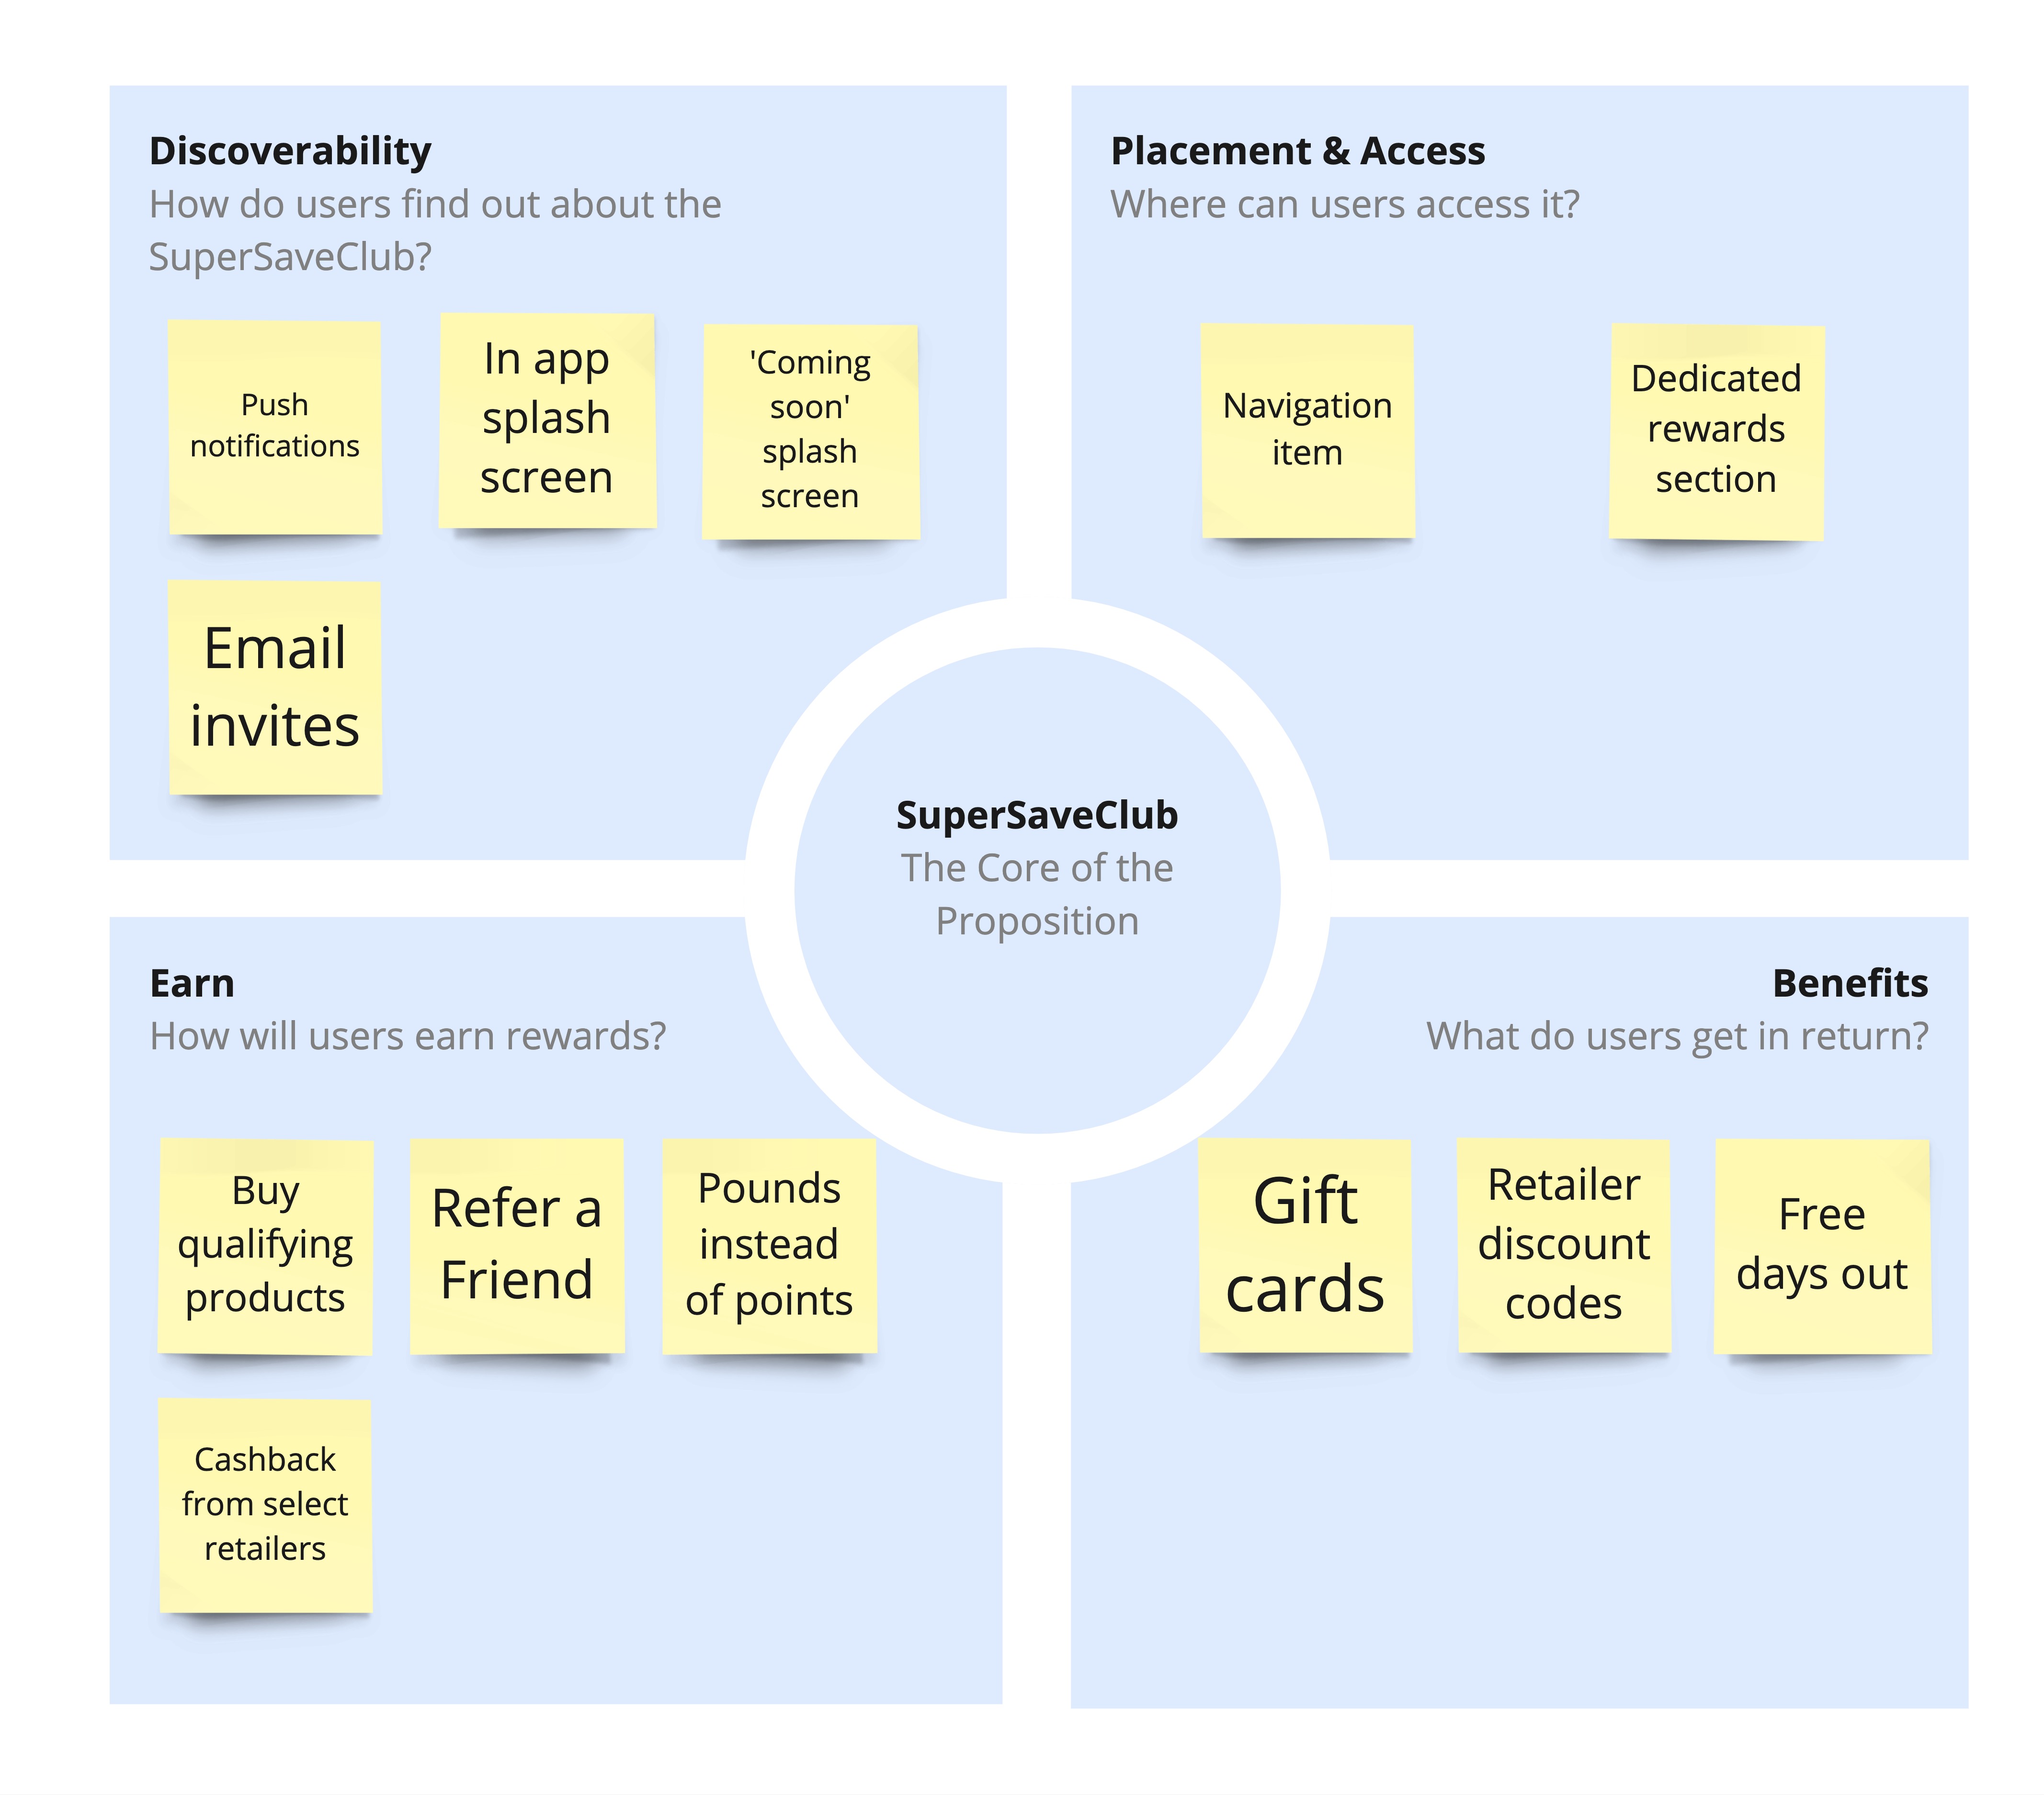 Discoverability
How do users find out about the
SuperSaveClub?
Push
notifications
In app
splash
screen
'Coming
soon'
splash
screen
Email
invites
Placement & Access
Where can users access it?
Navigation
item
Dedicated
rewards
section
SuperSaveClub
The Core of the
Proposition
Earn
How will users earn rewards?
Buy
qualifying
products
Refer a
Friend
Pounds
instead
of points
Cashback
from select
retailers
Benefits
What do users get in return?
Gift
cards
Retailer
discount
codes
Free
days out